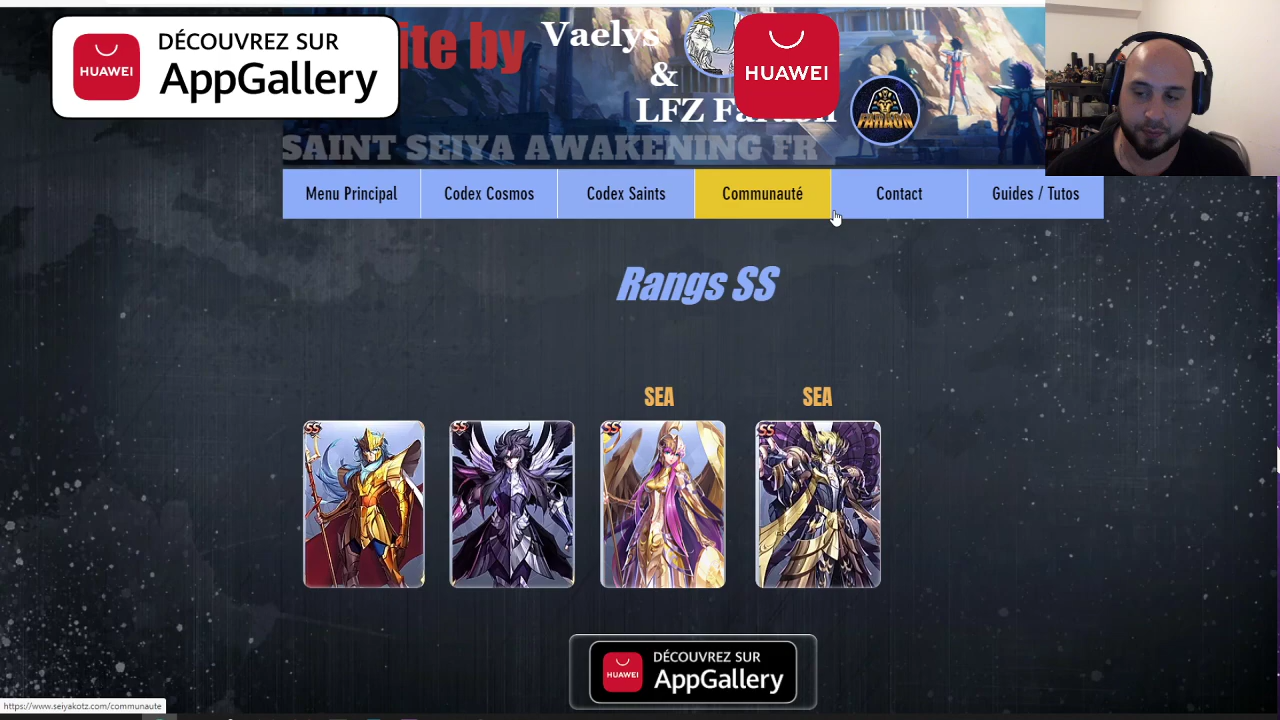 DÉCOUVREZ SUR
AppGallery
HUAWEI
ite by
Vaelys
&
LFZ
HUAWEI
FARAON
SAINT SEIYA AWAKENING FR
Menu Principal
Codex Cosmos
Codex Saints
Communauté
Contact
Guides / Tutos
Rangs SS
SEA
SEA
SS
SS
SS
SS
DÉCOUVREZ SUR
HUAWEI
AppGallery
https://www.seiyakotz.com/communaute